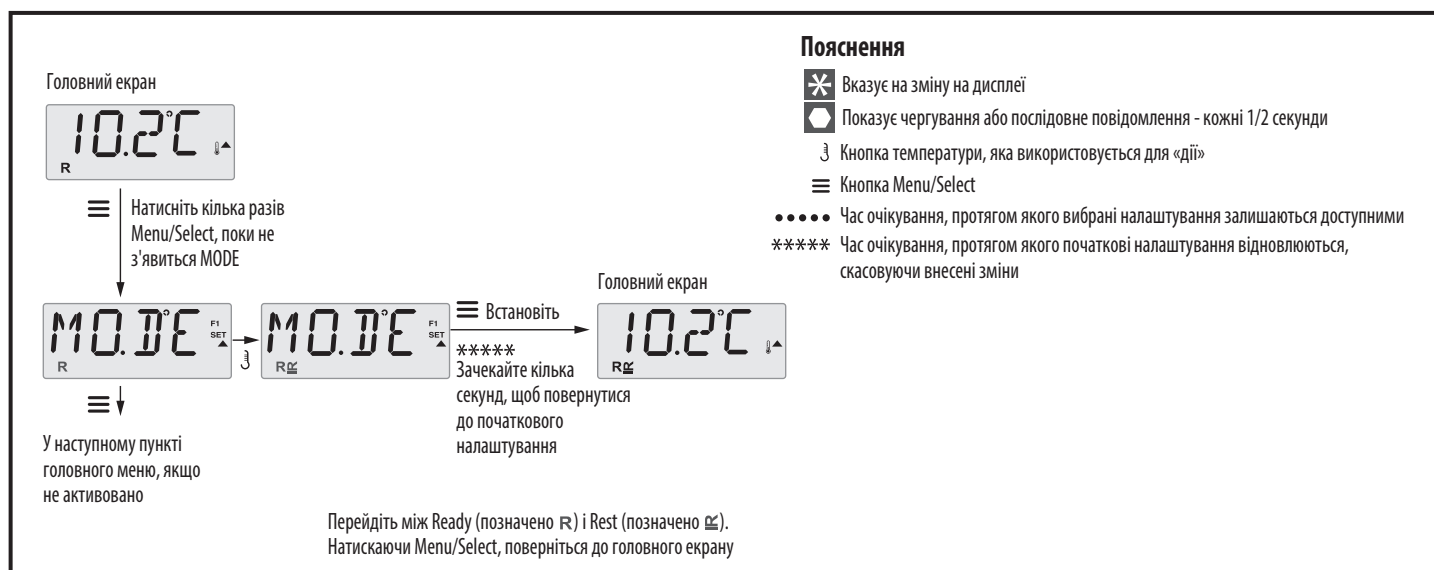 Головний екран
10.2°C
R
Натисніть кілька разів
Menu/Select, поки не
з'явиться MODE
MO.DE
F1
SET
R
MO.DE
F1
SET
R
Встановіть
*****
Зачекайте кілька
секунд, щоб повернутися
до початкового
налаштування
Головний екран
10.2°C
R
У наступному пункті
головного меню, якщо
не активовано
Перейдіть між Ready (позначено R) і Rest (позначено R).
Натискаючи Menu/Select, поверніться до головного екрану
Пояснення
Вказує на зміну на дисплеї
Показує чергування або послідовне повідомлення - кожні 1/2 секунди
Кнопка температури, яка використовується для «дії»
Кнопка Menu/Select
••••• Час очікування, протягом якого вибрані налаштування залишаються доступними
***** Час очікування, протягом якого початкові налаштування відновлюються,
скасовуючи внесені зміни